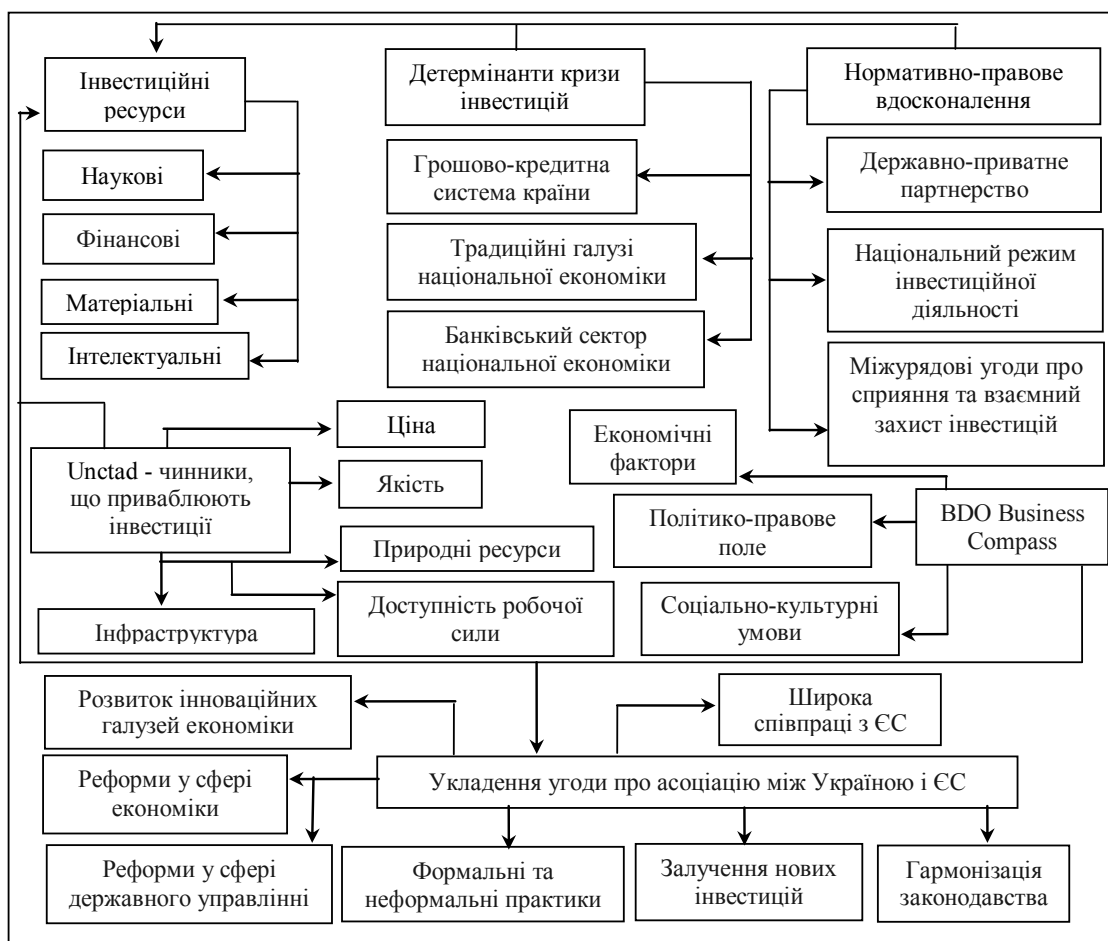 Інвестиційні
ресурси
Детермінанти кризи
інвестицій
Нормативно-правове
вдосконалення
Наукові
Фінансові
Матеріальні
Інтелектуальні
Грошово-кредитна
система країни
Традиційні галузі
національної економіки
Банківський сектор
національної економіки
Державно-приватне
партнерство
Національний режим
інвестиційної
діяльності
Міжурядові угоди про
сприяння та взаємний
захист інвестицій
Unctad - чинники,
що приваблюють
інвестиції
Ціна
Якість
Природні ресурси
Доступність робочої
сили
Інфраструктура
Економічні
фактори
Політико-правове
поле
Соціально-культурні
умови
BDO Business
Compass
Розвиток інноваційних
галузей економіки
Широка
співпраці з ЄС
Реформи у сфері
економіки
Укладення угоди про асоціацію між Україною і ЄС
Реформи у сфері
державного управлінні
Формальні та
неформальні практики
Залучення нових
інвестицій
Гармонізація
законодавства